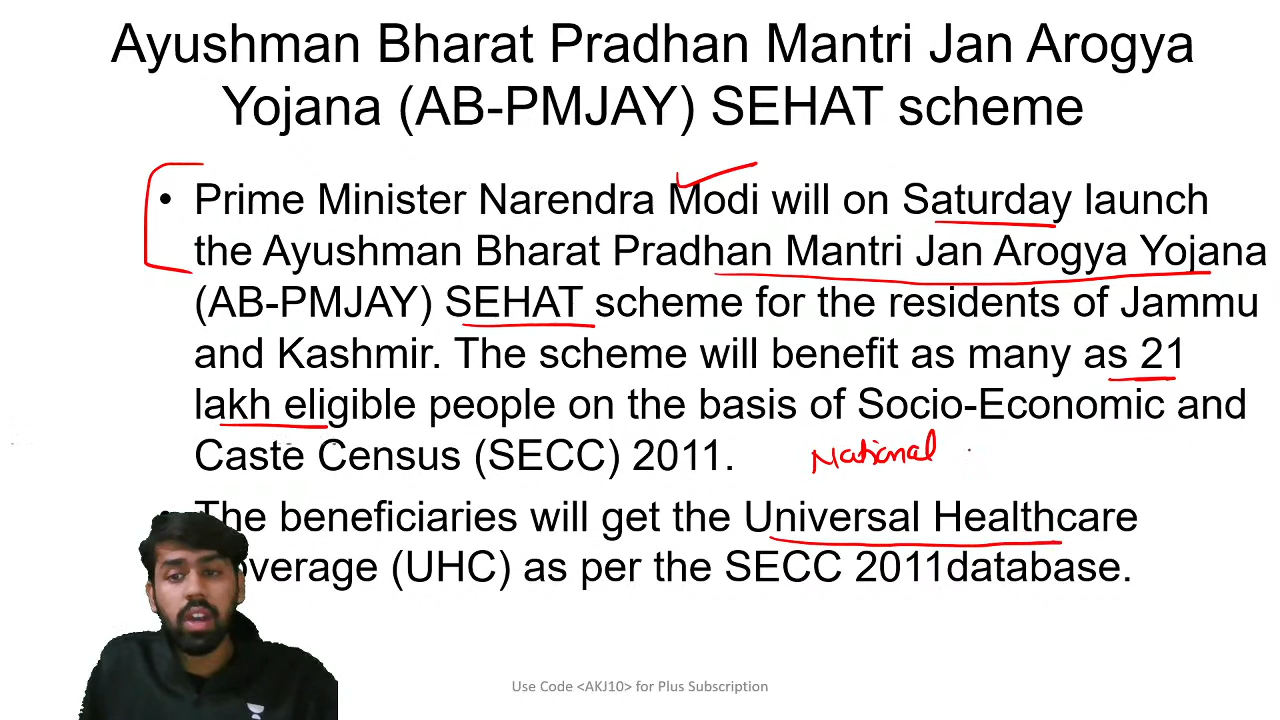 Ayushman Bharat Pradhan Mantri Jan Arogya
Yojana (AB-PMJAY) SEHAT scheme
• Prime Minister Narendra Modi will on Saturday launch
the Ayushman Bharat Pradhan Mantri Jan Arogya Yojana
(AB-PMJAY) SEHAT scheme for the residents of Jammu
and Kashmir. The scheme will benefit as many as 21
lakh eligible people on the basis of Socio-Economic and
Caste Census (SECC) 2011.
National
• The beneficiaries will get the Universal Healthcare
overage (UHC) as per the SECC 2011database.
Use Code <AKJ10> for Plus Subscription